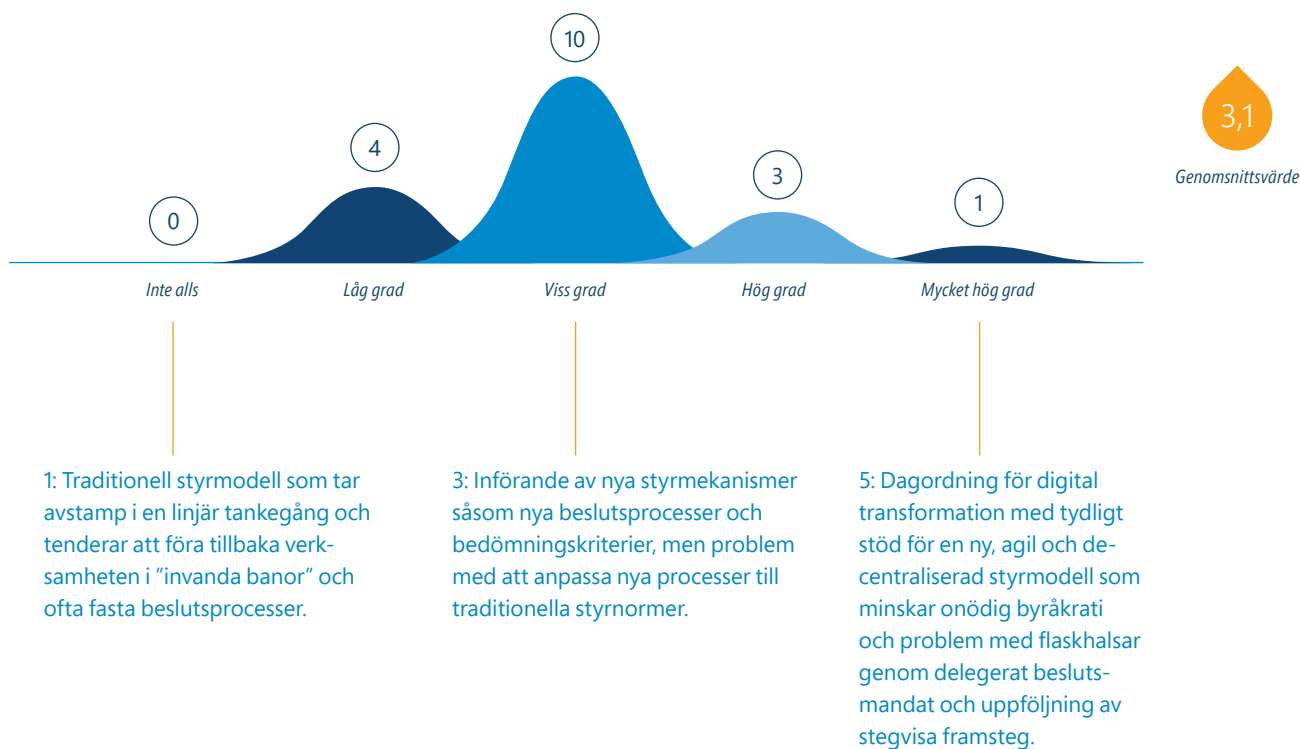 10
3,1
4
Genomsnittsvärde
3
1
0
Inte alls
Låg grad
Viss grad
Hög grad
Mycket hög grad
1: Traditionell styrmodell som tar
avstamp i en linjär tankegång och
tenderar att föra tillbaka verk-
samheten i ”invanda banor” och
ofta fasta beslutsprocesser.
3: Införande av nya styrmekanismer
såsom nya beslutsprocesser och
bedömningskriterier, men problem
med att anpassa nya processer till
traditionella styrnormer.
5: Dagordning för digital
transformation med tydligt
stöd för en ny, agil och de-
centraliserad styrmodell som
minskar onödig byråkrati
och problem med flaskhalsar
genom delegerat besluts-
mandat och uppföljning av
stegvisa framsteg.